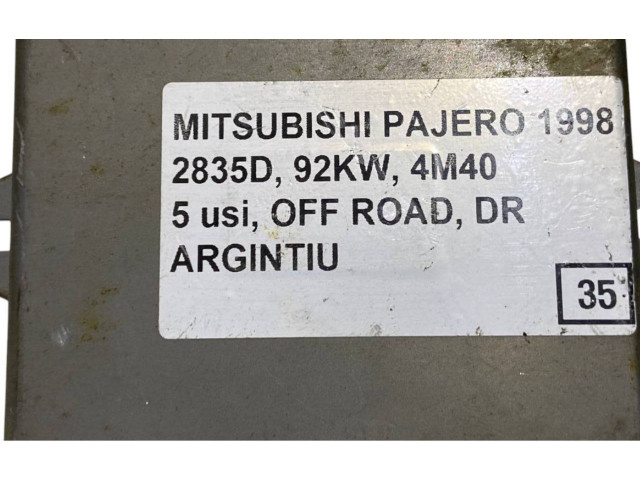 MITSUBISHI PAJERO 1998
2835D, 92KW, 4M40
5 usi, OFF ROAD, DR
ARGINTIU
35